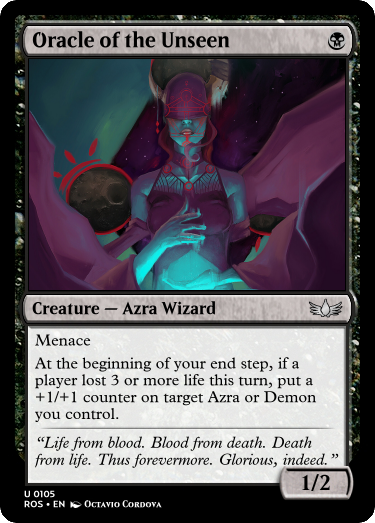 Oracle of the Unseen
Creature — Azra Wizard
Menace
At the beginning of your end step, if a
player lost 3 or more life this turn, put a
+1/+1 counter on target Azra or Demon
you control.
“Life from blood. Blood from death. Death
from life. Thus forevermore. Glorious, indeed.”
1/2
U 0105
ROS • EN Octavio Cordova